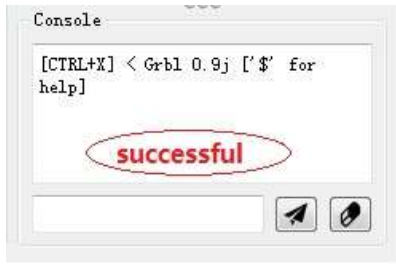 Console
[CTRL+X] < Grbl 0.9j ['$' for
help]
successful